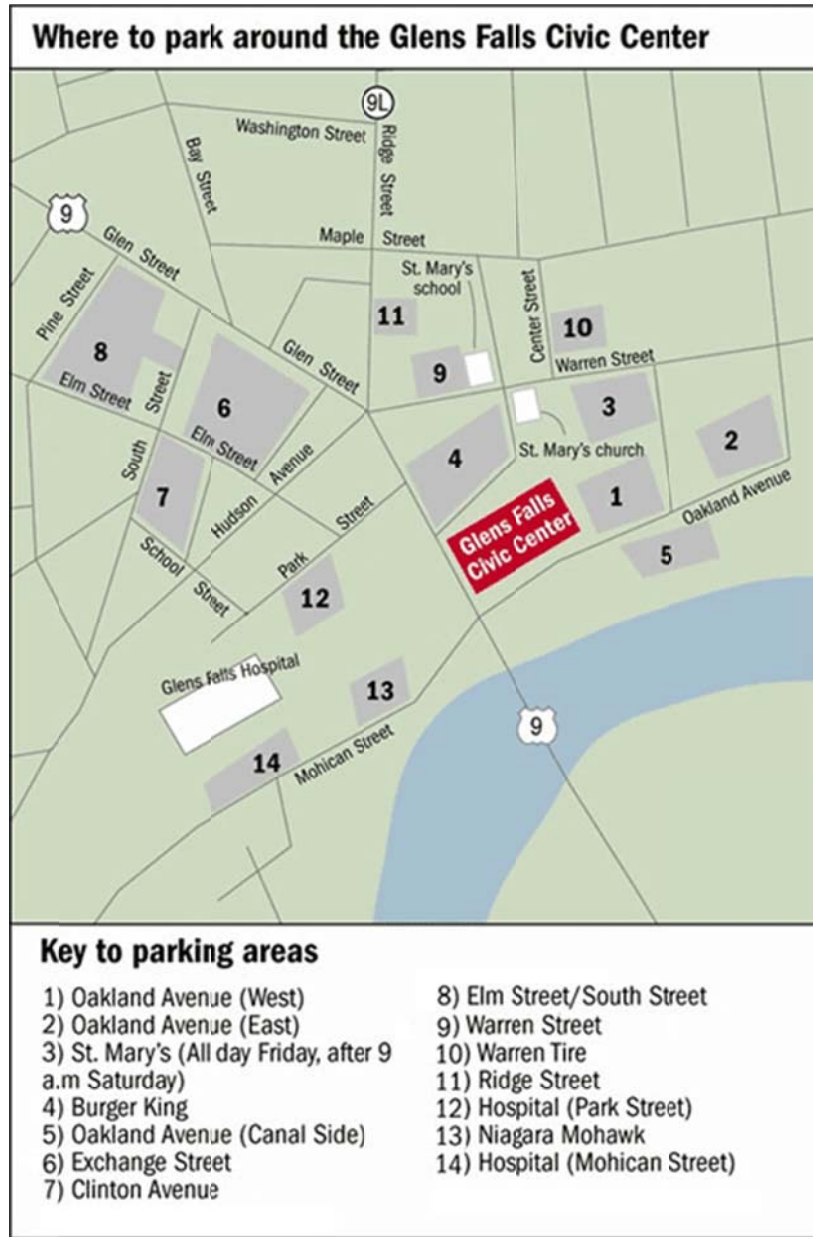 Where to park around the Glens Falls Civic Center
9L
Washington Street
Ridge Street
Bay Street
9
Glen Street
Maple Street
St. Mary's
school
Pine Street
Center Street
11
10
8
Glen Street
9
Warren Street
Elm Street
South Street
6
3
Elm Street
4
St. Mary's church
2
Hudson Avenue
7
1
Oakland Avenue
Glens Falls
Civic Center
School Street
Park Street
5
12
Glens Falls Hospital
13
9
14
Mohican Street
Key to parking areas
1) Oakland Avenue (West)
2) Oakland Avenue (East)
3) St. Mary's (All day Friday, after 9
a.m Saturday)
4) Burger King
5) Oakland Avenue (Canal Side)
6) Exchange Street
7) Clinton Avenue
8) Elm Street/South Street
9) Warren Street
10) Warren Tire
11) Ridge Street
12) Hospital (Park Street)
13) Niagara Mohawk
14) Hospital (Mohican Street)